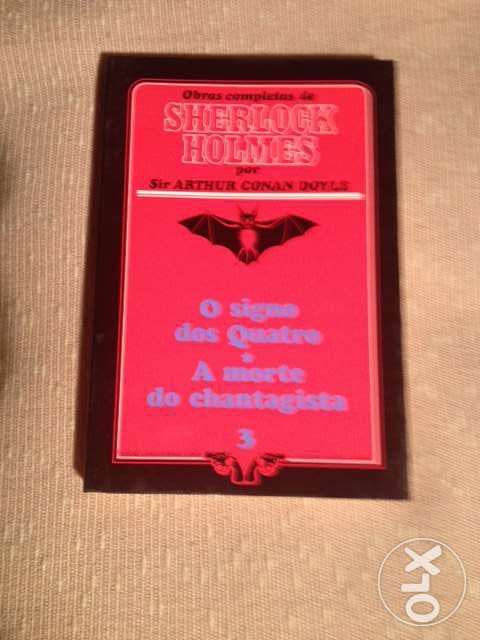 Obras completas de
SHERLOCK
HOLMES
por
Sir ARTHUR CONAN DOYLE
O signo
dos Quatro
*
A morte
do chantagista
3
OLX